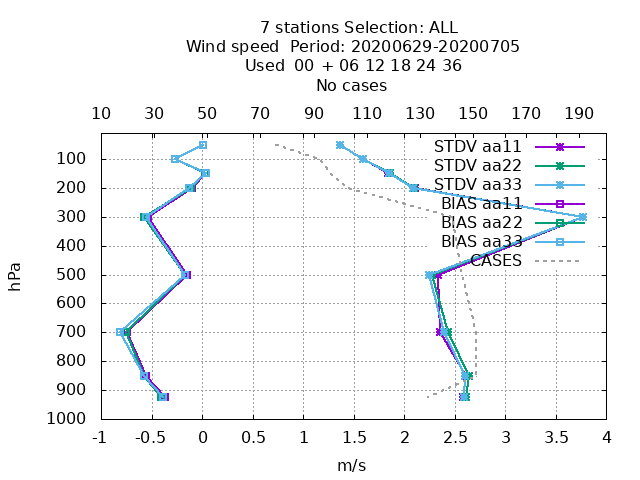 7 stations Selection: ALL
Wind speed  Period: 20200629-20200705
Used  00 + 06 12 18 24 36
No cases
10 30 50 70 90 110 130 150 170 190
STDV aa11
STDV aa22
STDV aa33
BIAS aa11
BIAS aa22
BIAS aa33
CASES
100
200
300
400
500
600
700
800
900
1000
hPa
-1 -0.5 0 0.5 1 1.5 2 2.5 3 3.5 4
m/s